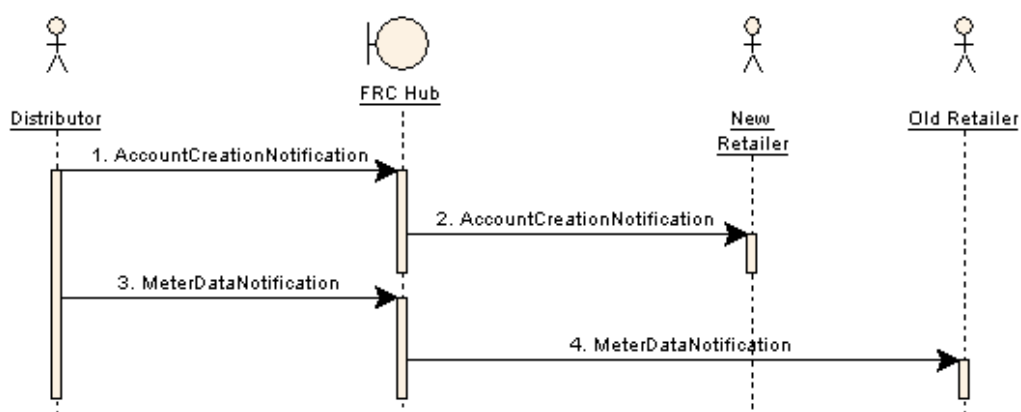 FRC Hub
Distributor
New
Retailer
Old Retailer
1. AccountCreationNotification
2. AccountCreationNotification
3. MeterDataNotification
4. MeterDataNotification